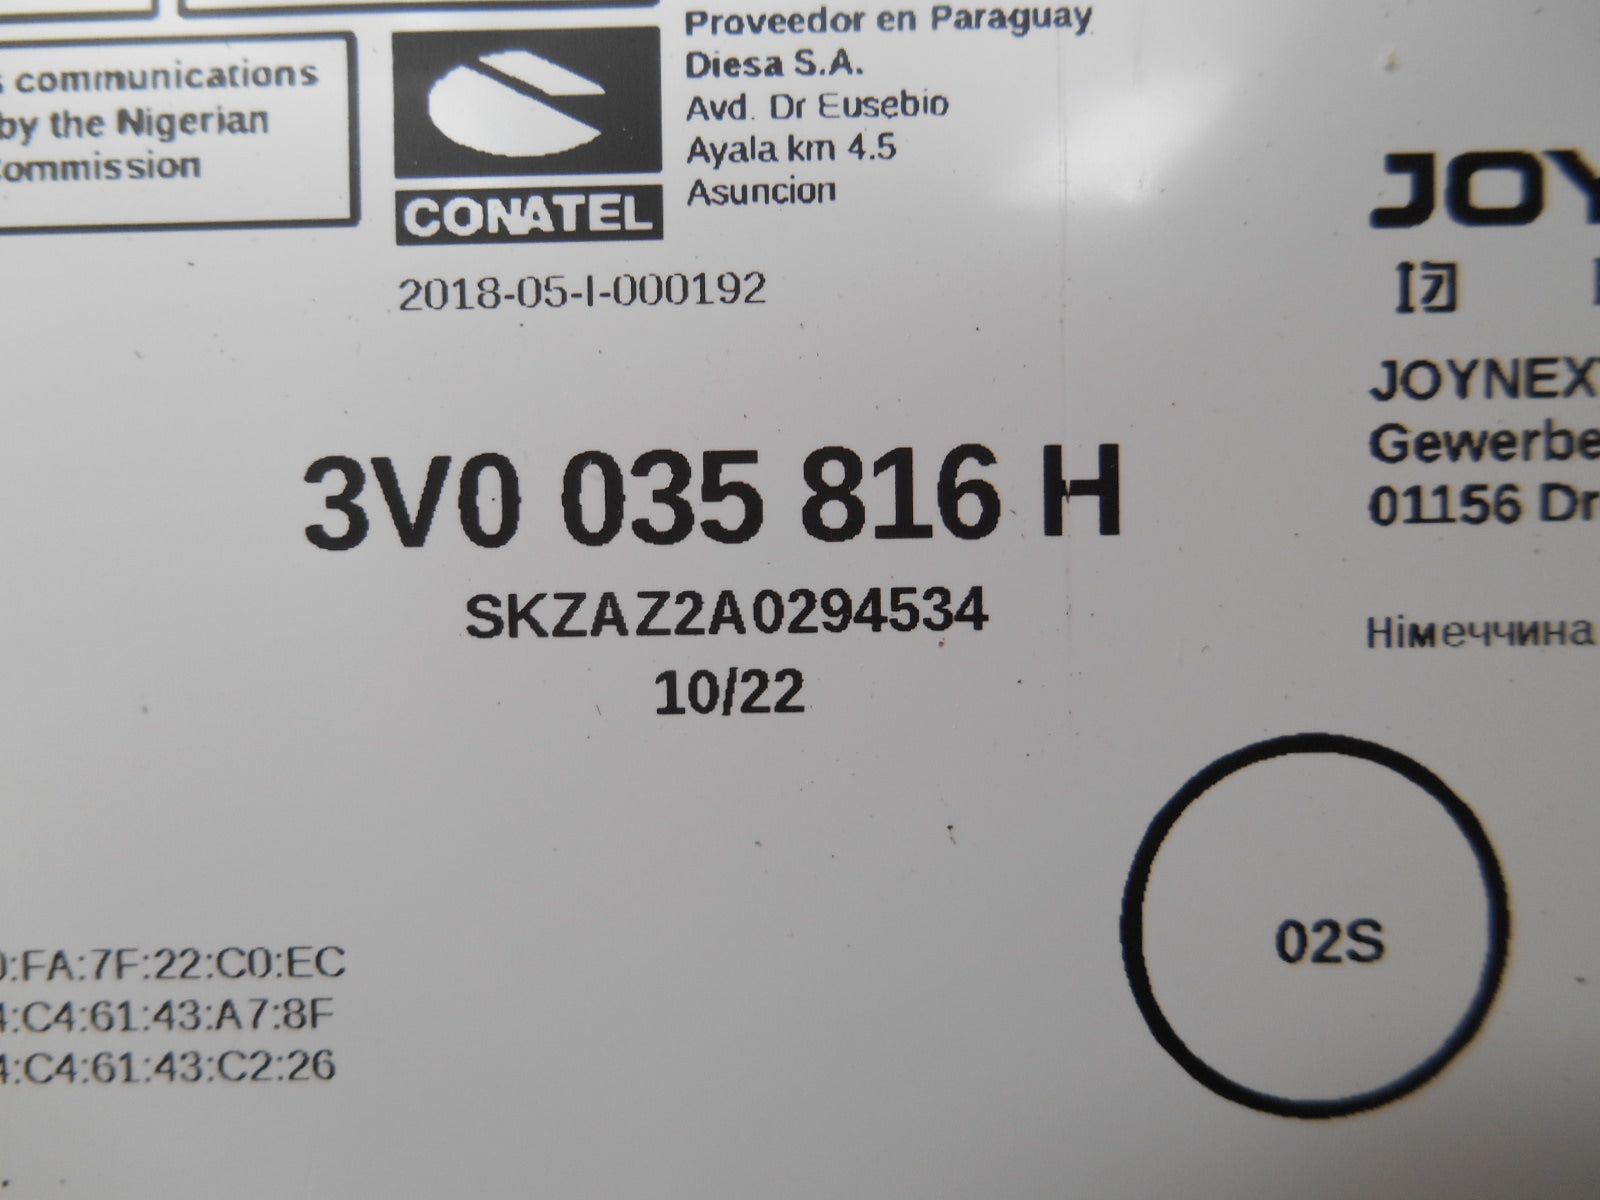 communications
by the Nigerian
ommission
CONATEL
2018-05-I-000192
Proveedor en Paraguay
Diesa S.A.
Avd. Dr Eusebio
Ayala km 4.5
Asuncion
3V0 035 816 H
SKZAZ2A0294534
10/22
JOY
JOYNEX
Gewerbe
01156 Dr
Німеччина
02S
:FA:7F:22:C0:EC
:C4:61:43:A7:8F
:C4:61:43:C2:26